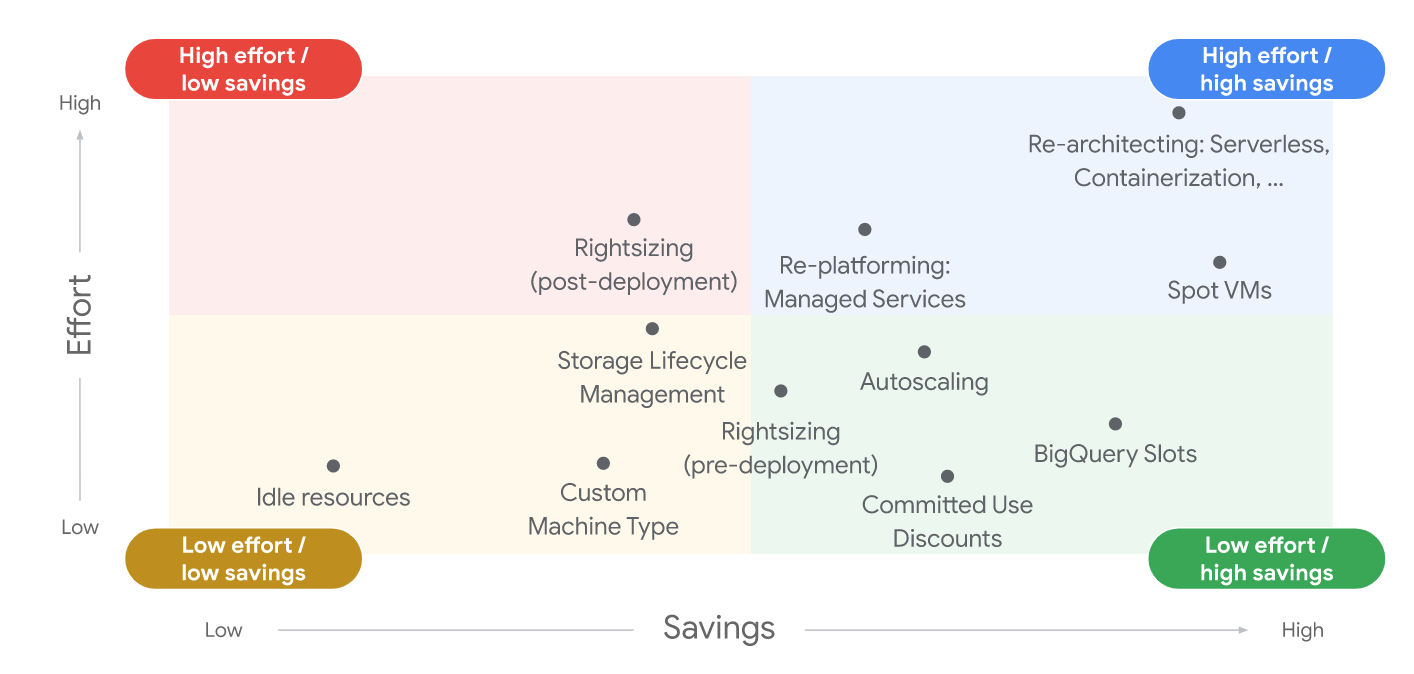 High effort /
low savings
High effort /
high savings
High
Re-architecting: Serverless,
Containerization, ...
Rightsizing
(post-deployment)
Re-platforming:
Managed Services
Spot VMs
Effort
Storage Lifecycle
Management
Autoscaling
Rightsizing
(pre-deployment)
BigQuery Slots
Idle resources
Custom
Machine Type
Committed Use
Discounts
Low
Low effort /
low savings
Low effort /
high savings
Low
Savings
High